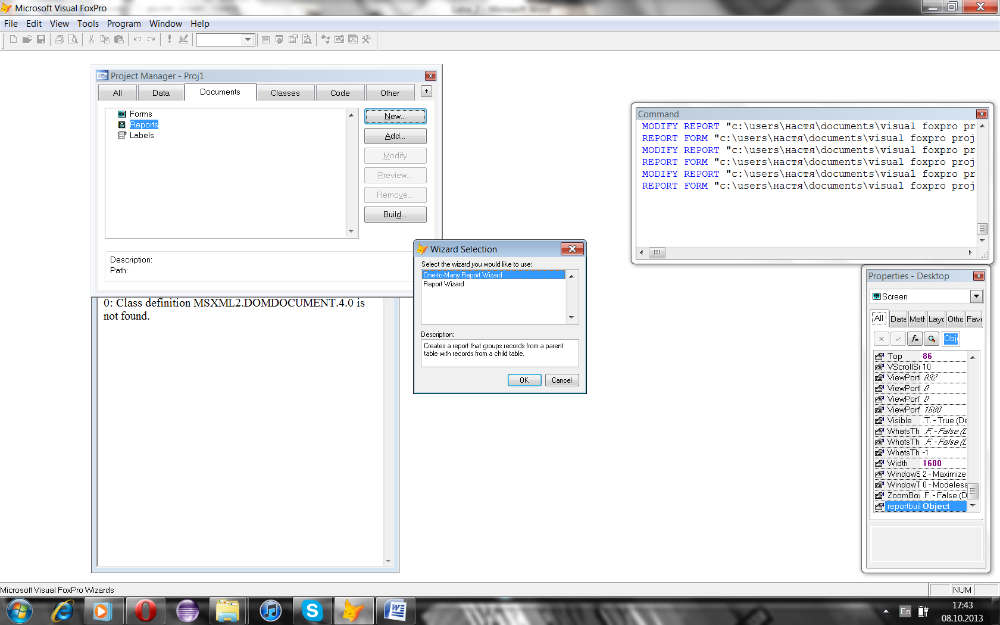 Microsoft Visual FoxPro
File Edit View Tools Program Window Help
Project Manager - Proj1
All Data Documents Classes Code Other
Forms
Reports
Labels
New...
Add...
Modify
Preview...
Remove...
Build...
Description:
Path:
0: Class definition MSXML2.DOMDOCUMENT.4.0 is
not found.
Wizard Selection
Select the wizard you would like to use:
One-to-Many Report Wizard
Report Wizard
Description:
Creates a report that groups records from a parent
table with records from a child table.
OK Cancel
Command
MODIFY REPORT "c:\users\настя\documents\visual foxpro pr
REPORT FORM "c:\users\настя\documents\visual foxpro proj
MODIFY REPORT "c:\users\настя\documents\visual foxpro pr
REPORT FORM "c:\users\настя\documents\visual foxpro proj
MODIFY REPORT "c:\users\настя\documents\visual foxpro pr
REPORT FORM "c:\users\настя\documents\visual foxpro proj
Properties - Desktop
Screen
All Date Meth Layo Othe Favo
Obj
Top 86
VScrollSr 10
ViewPortl 892
ViewPortl 0
ViewPort 0
ViewPort 1680
Visible .T. - True (De
WhatsTh .F. - False (D
WhatsTh .F. - False (D
WhatsTh -1
Width 1680
WindowS 2 - Maximize
WindowT 0 - Modeless
ZoomBox .F. - False (D
reportbuil Object
Microsoft Visual FoxPro Wizards
NUM
En
17:43
08.10.2013